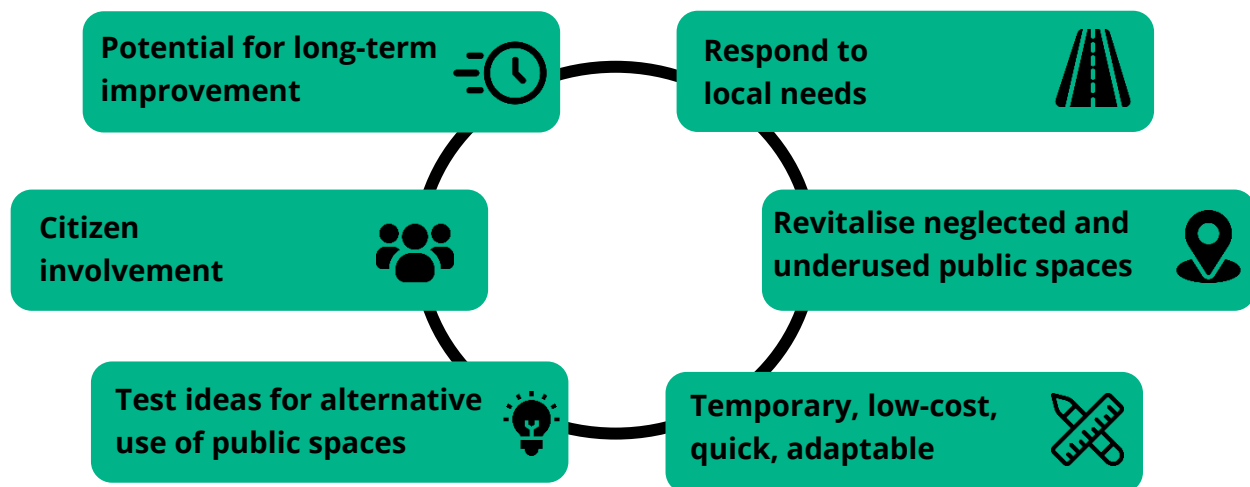 Potential for long-term
improvement
Respond to
local needs
Citizen
involvement
Revitalise neglected and
underused public spaces
Test ideas for alternative
use of public spaces
Temporary, low-cost,
quick, adaptable